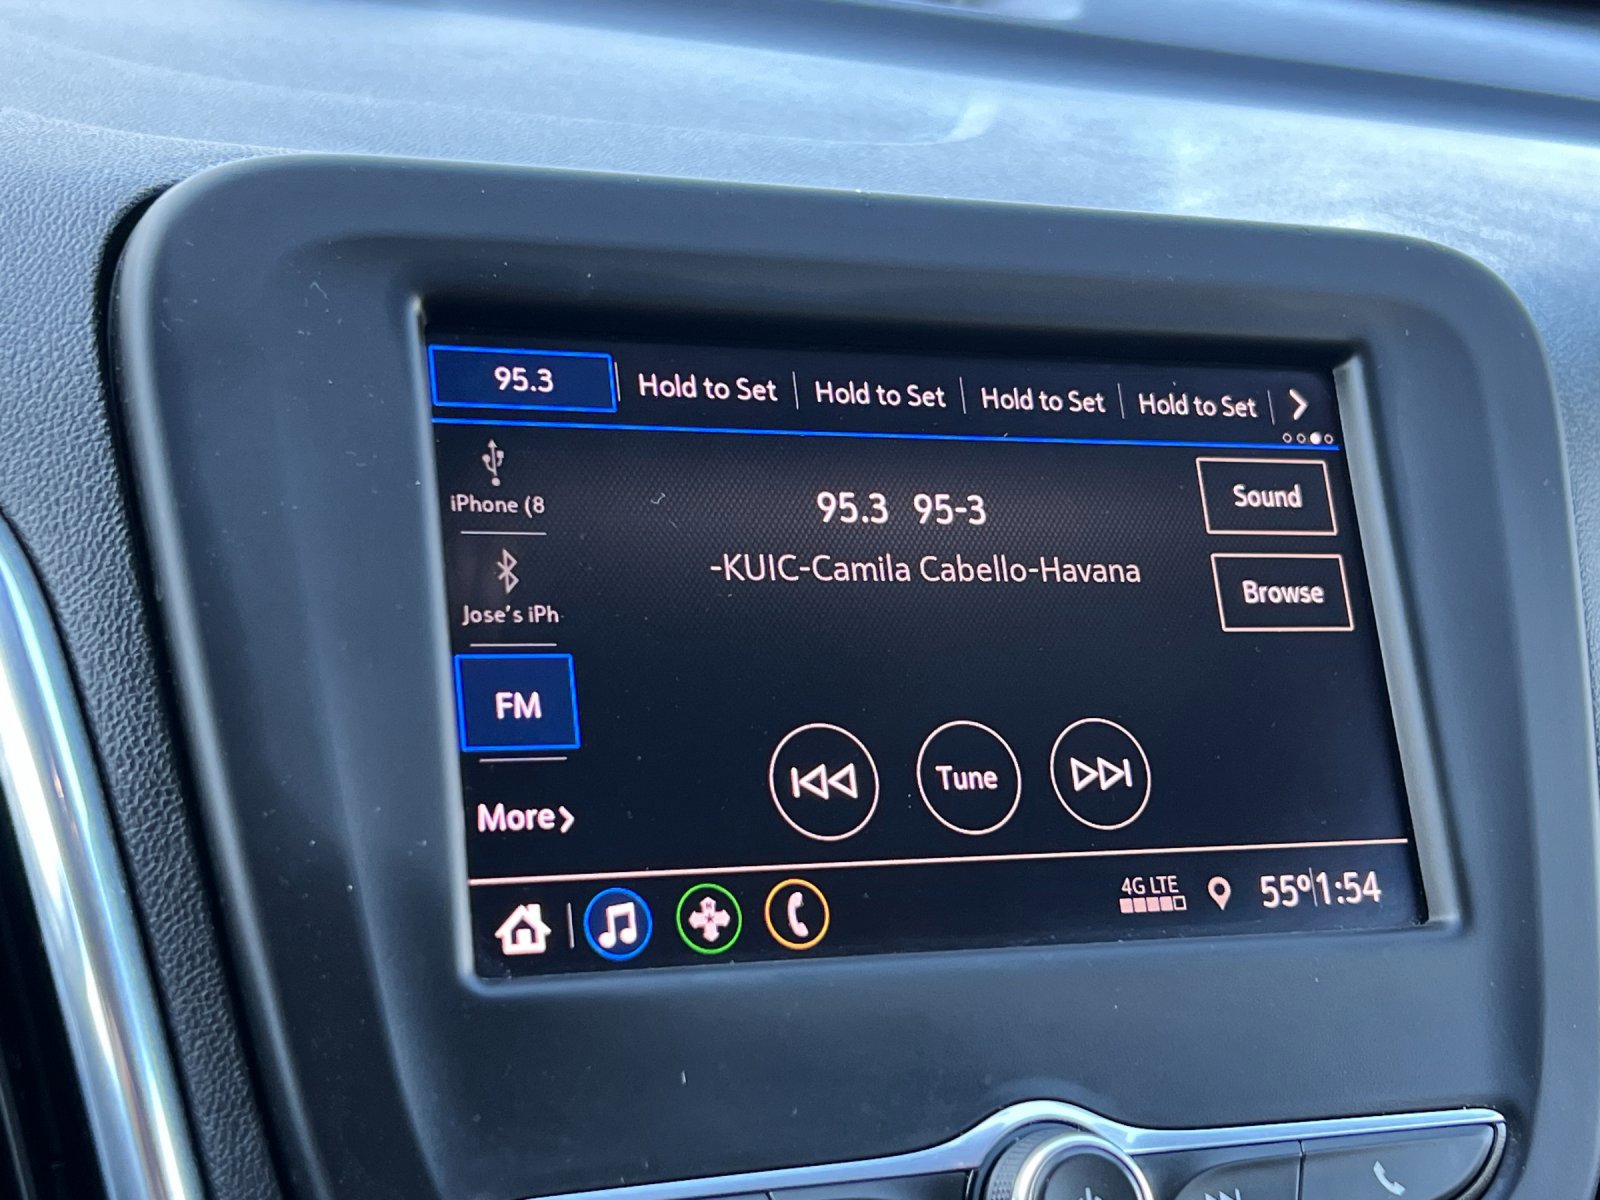 95.3 Hold to Set Hold to Set Hold to Set Hold to Set
iPhone (8
95.3 95-3
Sound
-KUIC-Camila Cabello-Havana
Browse
Jose's iPh
FM
Tune
More
4G LTE
55° 1:54